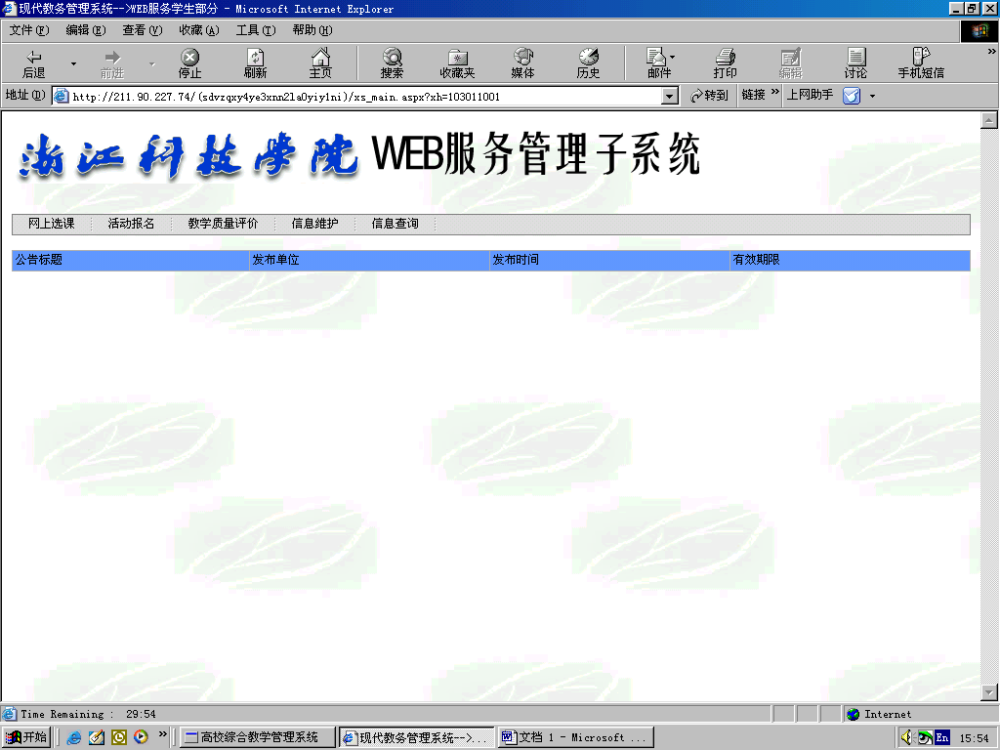 现代教务管理系统-->WEB服务学生部分 - Microsoft Internet Explorer
文件(F) 编辑(E) 查看(V) 收藏(A) 工具(T) 帮助(H)
后退 前进 停止 刷新 主页 搜索 收藏夹 媒体 历史 邮件 打印 编辑 讨论 手机短信 »
地址(D) http://211.90.227.74/(sdvzqxy4ye3xnn2la0yiy1ni)/xs_main.aspx?xh=103011001 转到 链接 » 上网助手
浙江科技学院 WEB服务管理子系统
网上选课 活动报名 教学质量评价 信息维护 信息查询
公告标题 发布单位 发布时间 有效期限
Time Remaining : 29:54 Internet
开始 » 高校综合教学管理系统 现代教务管理系统-->... 文档 1 - Microsoft ... En 15:54